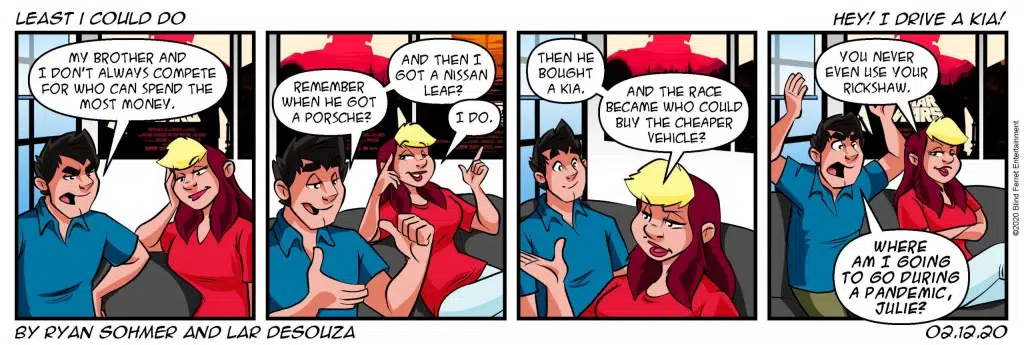 LEAST I COULD DO
HEY! I DRIVE A KIA!
MY BROTHER AND
I DON'T ALWAYS COMPETE
FOR WHO CAN SPEND THE
MOST MONEY.
REMEMBER
WHEN HE GOT
A PORSCHE?
AND THEN I
GOT A NISSAN
LEAF?
I DO.
THEN HE
BOUGHT
A KIA.
AND THE RACE
BECAME WHO COULD
BUY THE CHEAPER
VEHICLE?
YOU NEVER
EVEN USE YOUR
RICKSHAW.
WHERE
AM I GOING
TO GO DURING
A PANDEMIC,
JULIE?
©2020 Blind Ferret Entertainment
BY RYAN SOHMER AND LAR DESOUZA
02.12.20